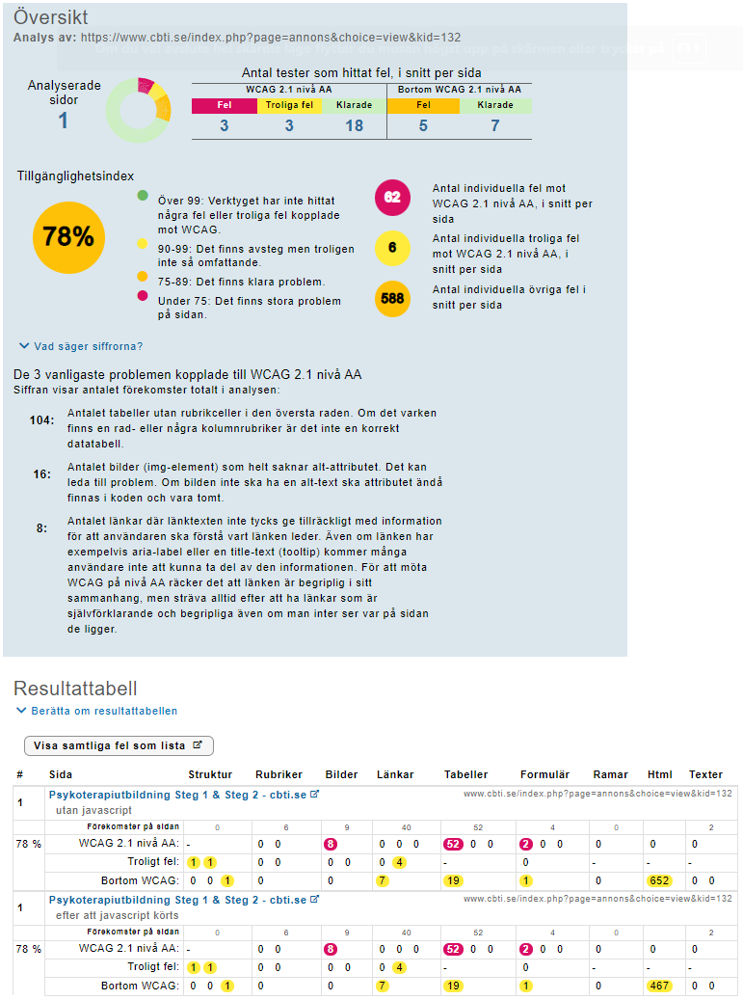 Översikt
Analys av: https://www.cbti.se/index.php?page=annons&choice=view&kid=132
F11
Analyserade
sidor
1
Antal tester som hittat fel, i snitt per sida
WCAG 2.1 nivå AA Bortom WCAG 2.1 nivå AA
Fel Troliga fel Klarade Fel Klarade
3 3 18 5 7
Tillgänglighetsindex
78%
Över 99: Verktyget har inte hittat
några fel eller troliga fel kopplade
mot WCAG.
90-99: Det finns avsteg men troligen
inte så omfattande.
75-89: Det finns klara problem.
Under 75: Det finns stora problem
på sidan.
62 Antal individuella fel mot
WCAG 2.1 nivå AA, i snitt per
sida
6 Antal individuella troliga fel
mot WCAG 2.1 nivå AA, i
snitt per sida
588 Antal individuella övriga fel i
snitt per sida
Vad säger siffrorna?
De 3 vanligaste problemen kopplade till WCAG 2.1 nivå AA
Siffran visar antalet förekomster totalt i analysen:
104: Antalet tabeller utan rubrikceller i den översta raden. Om det varken
finns en rad- eller några kolumnrubriker är det inte en korrekt
datatabell.
16: Antalet bilder (img-element) som helt saknar alt-attributet. Det kan
leda till problem. Om bilden inte ska ha en alt-text ska attributet ändå
finnas i koden och vara tomt.
8: Antalet länkar där länktexten inte tycks ge tillräckligt med information
för att användaren ska förstå vart länken leder. Även om länken har
exempelvis aria-label eller en title-text (tooltip) kommer många
användare inte att kunna ta del av den informationen. För att möta
WCAG på nivå AA räcker det att länken är begriplig i sitt
sammanhang, men sträva alltid efter att ha länkar som är
självförklarande och begripliga även om man inter ser var på sidan
de ligger.
Resultattabell
Berätta om resultattabellen
Visa samtliga fel som lista
# Sida Struktur Rubriker Bilder Länkar Tabeller Formulär Ramar Html Texter
1 Psykoterapiutbildning Steg 1 & Steg 2 - cbti.se www.cbti.se/index.php?page=annons&choice=view&kid=132
utan javascript
Förekomster på sidan 0 6 9 40 52 4 0 2
78 % WCAG 2.1 nivå AA: - 0 0 8 0 0 0 52 0 0 2 0 0 0 0 0
Troligt fel: 1 1 0 0 0 0 0 4 - 0 - - -
Bortom WCAG: 0 0 1 0 0 7 19 1 0 652 0 0
1 Psykoterapiutbildning Steg 1 & Steg 2 - cbti.se www.cbti.se/index.php?page=annons&choice=view&kid=132
efter att javascript körts
Förekomster på sidan 0 6 9 40 52 4 0 2
78 % WCAG 2.1 nivå AA: - 0 0 8 0 0 0 52 0 0 2 0 0 0 0 0
Troligt fel: 1 1 0 0 0 0 0 4 - 0 - - -
Bortom WCAG: 0 0 1 0 0 7 19 1 0 467 0 0